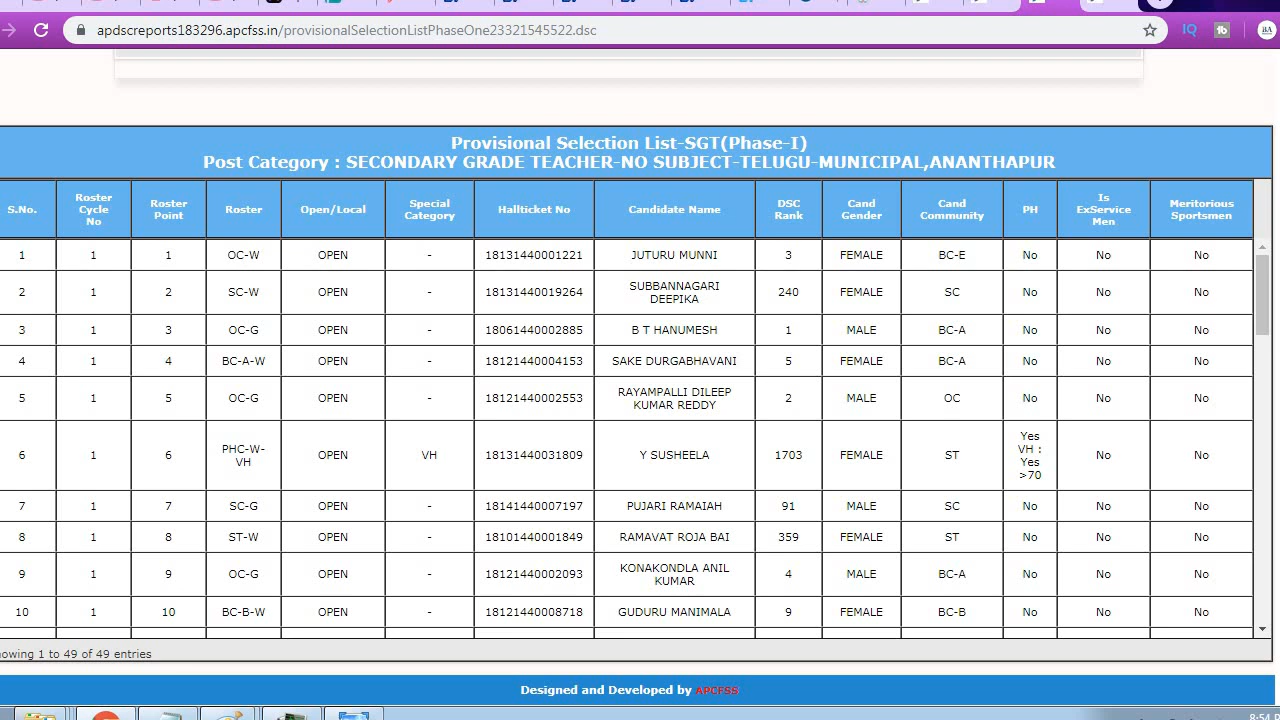 apdscreports183296.apcfss.in/provisionalSelectionListPhaseOne23321545522.dsc
IQ
tb
BA
Provisional Selection List-SGT(Phase-I)
Post Category : SECONDARY GRADE TEACHER-NO SUBJECT-TELUGU-MUNICIPAL,ANANTHAPUR
S.No. Roster Cycle No Roster Point Roster Open/Local Special Category Hallticket No Candidate Name DSC Rank Cand Gender Cand Community PH Is ExService Men Meritorious Sportsmen
1 1 1 OC-W OPEN - 18131440001221 JUTURU MUNNI 3 FEMALE BC-E No No No
2 1 2 SC-W OPEN - 18131440019264 SUBBANNAGARI DEEPIKA 240 FEMALE SC No No No
3 1 3 OC-G OPEN - 18061440002885 B T HANUMESH 1 MALE BC-A No No No
4 1 4 BC-A-W OPEN - 18121440004153 SAKE DURGABHAVANI 5 FEMALE BC-A No No No
5 1 5 OC-G OPEN - 18121440002553 RAYAMPALLI DILEEP KUMAR REDDY 2 MALE OC No No No
6 1 6 PHC-W-VH OPEN VH 18131440031809 Y SUSHEELA 1703 FEMALE ST Yes VH : Yes >70 No No
7 1 7 SC-G OPEN - 18141440007197 PUJARI RAMAIAH 91 MALE SC No No No
8 1 8 ST-W OPEN - 18101440001849 RAMAVAT ROJA BAI 359 FEMALE ST No No No
9 1 9 OC-G OPEN - 18121440002093 KONAKONDLA ANIL KUMAR 4 MALE BC-A No No No
10 1 10 BC-B-W OPEN - 18121440008718 GUDURU MANIMALA 9 FEMALE BC-B No No No
owing 1 to 49 of 49 entries
Designed and Developed by APCFSS